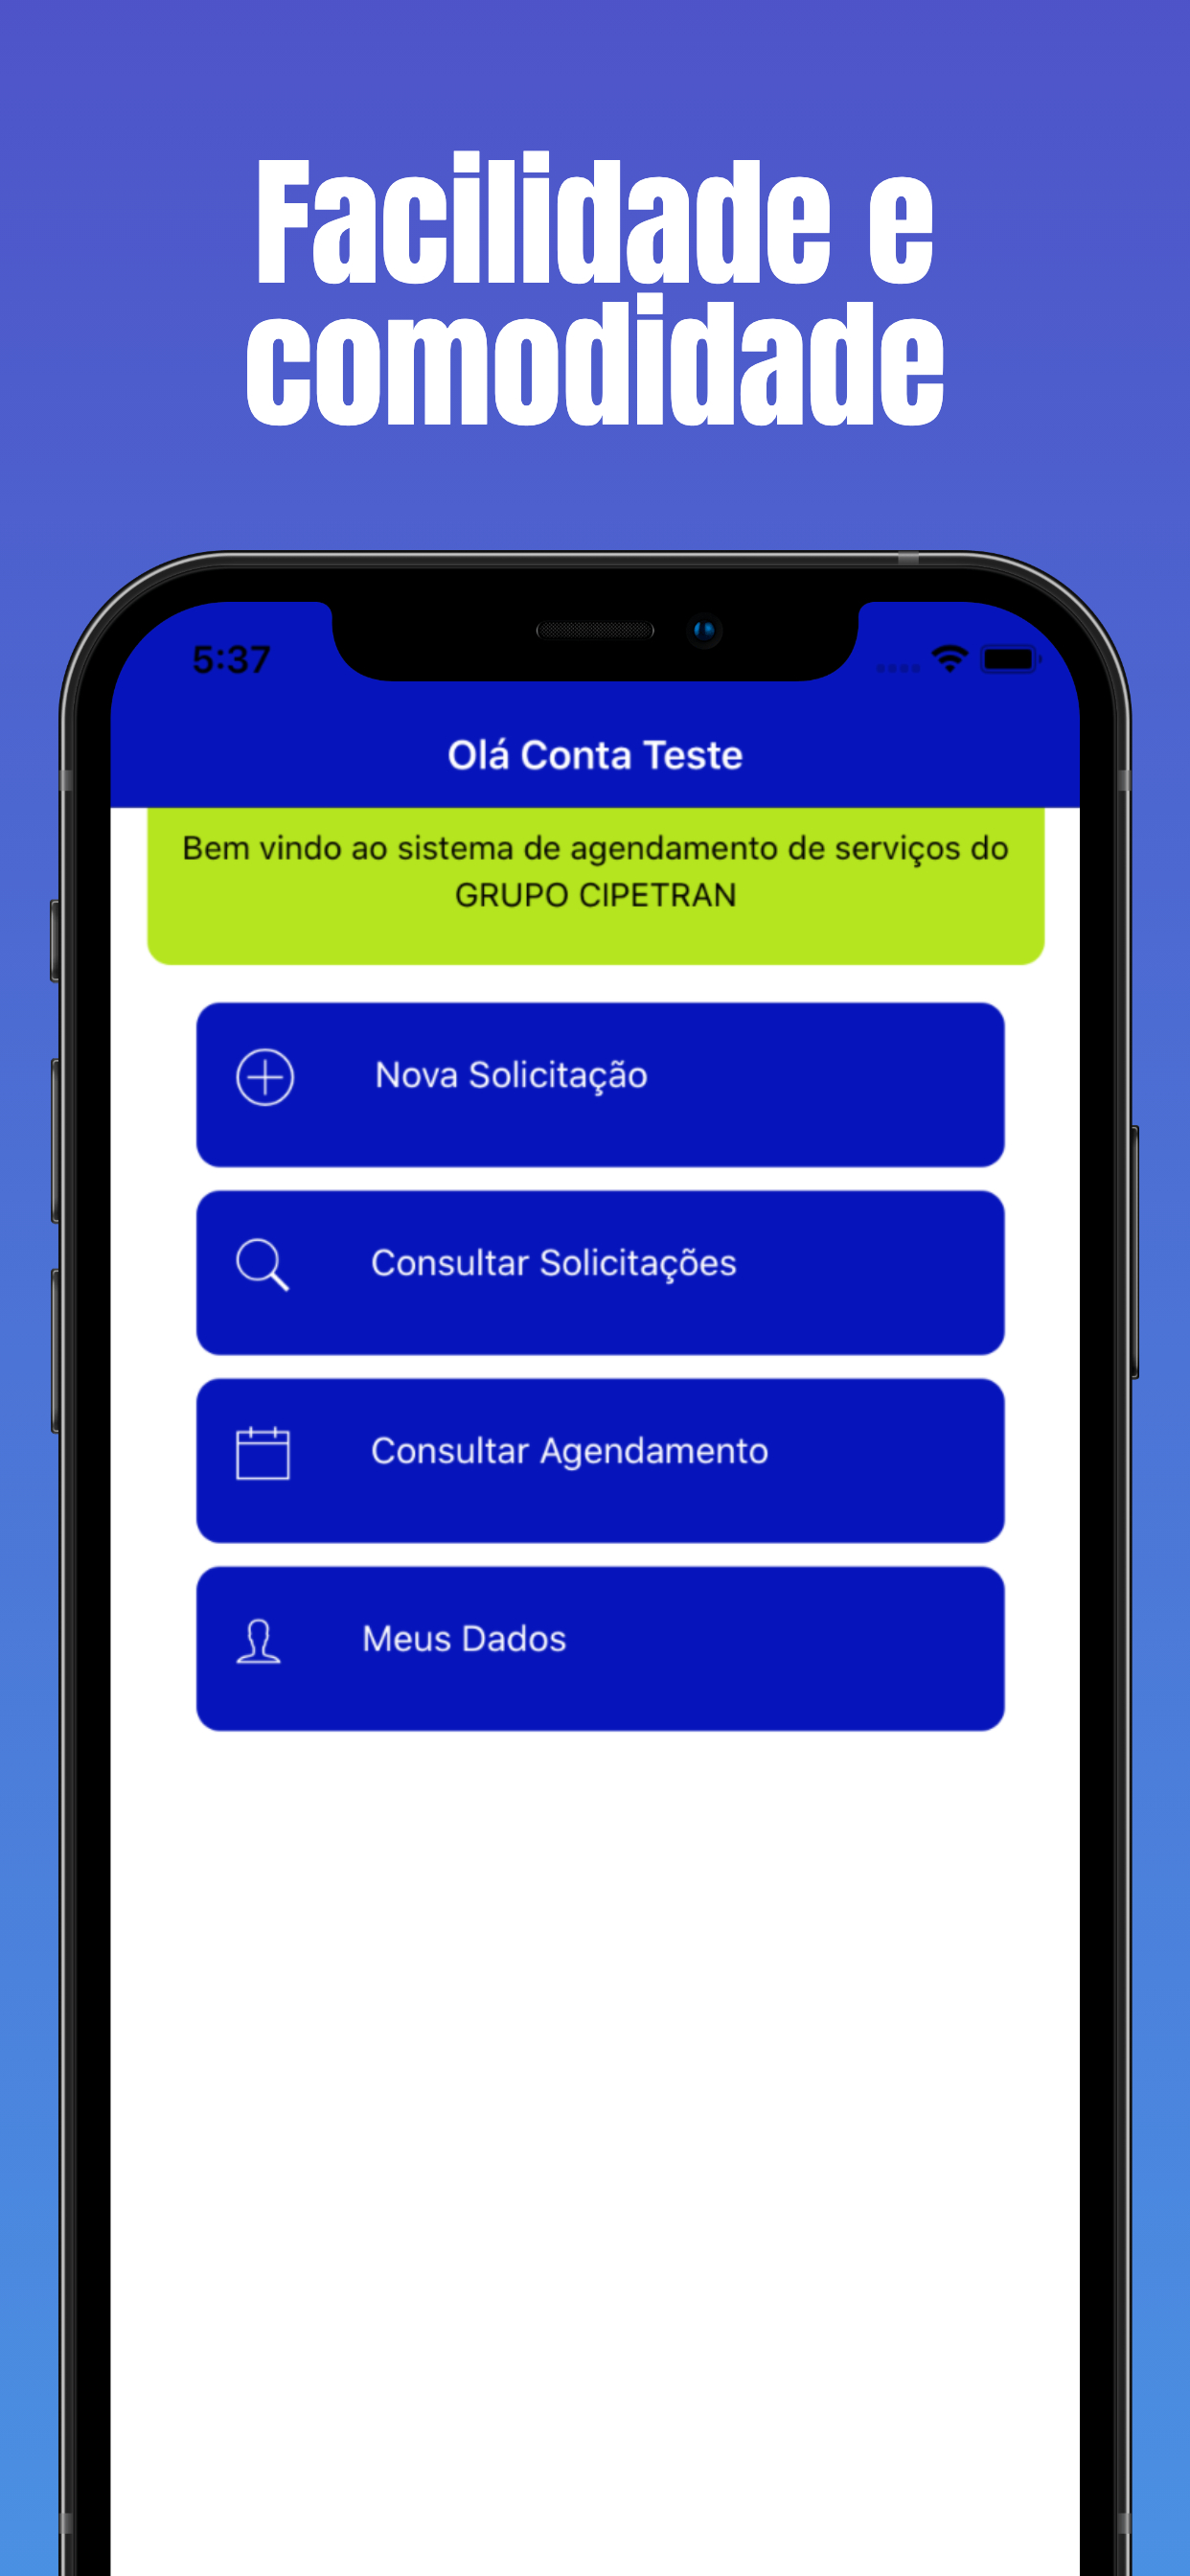 Facilidade e
comodidade
5:37
Olá Conta Teste
Bem vindo ao sistema de agendamento de serviços do
GRUPO CIPETRAN
Nova Solicitação
Consultar Solicitações
Consultar Agendamento
Meus Dados